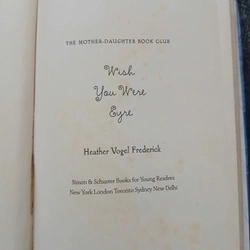 THE MOTHER-DAUGHTER BOOK CLUB
Wish
You Were
Eyre
Heather Vogel Frederick
Simon & Schuster Books for Young Readers
New York London Toronto Sydney New Delhi